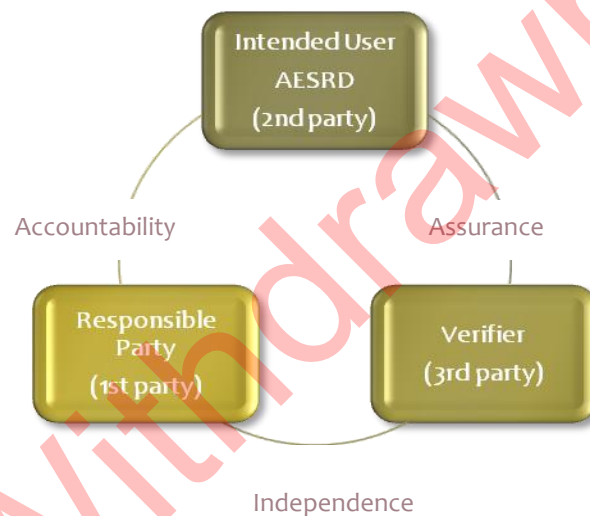 Intended User
AESRD
(2nd party)
Accountability
Assurance
Responsible
Party
(1st party)
Verifier
(3rd party)
Independence
Withdrawn